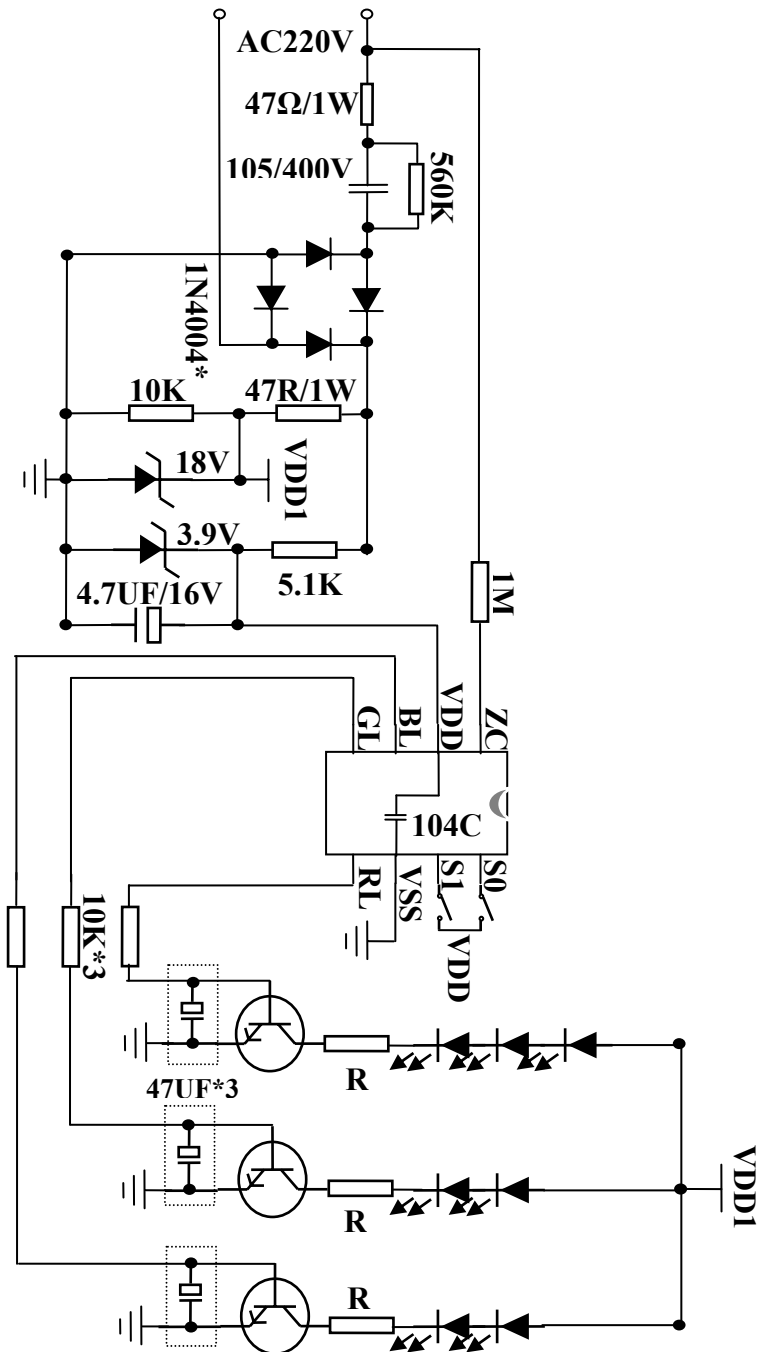 AC220V
47Ω/1W
105/400V
560K
1N4004*
10K
47R/1W
18V
VDD1
3.9V
5.1K
4.7UF/16V
1M
GL
BL
VDD
ZC
104C
RL
VSS
S1
S0
VDD
10K*3
R
47UF*3
VDD1
R
R